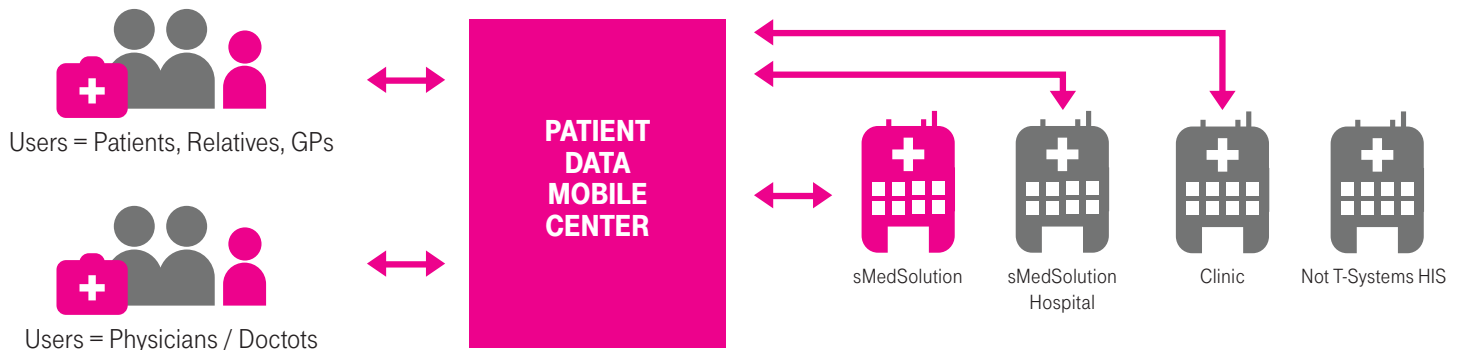 Users = Patients, Relatives, GPs
Users = Physicians / Doctots
PATIENT
DATA
MOBILE
CENTER
sMedSolution
sMedSolution
Hospital
Clinic
Not T-Systems HIS